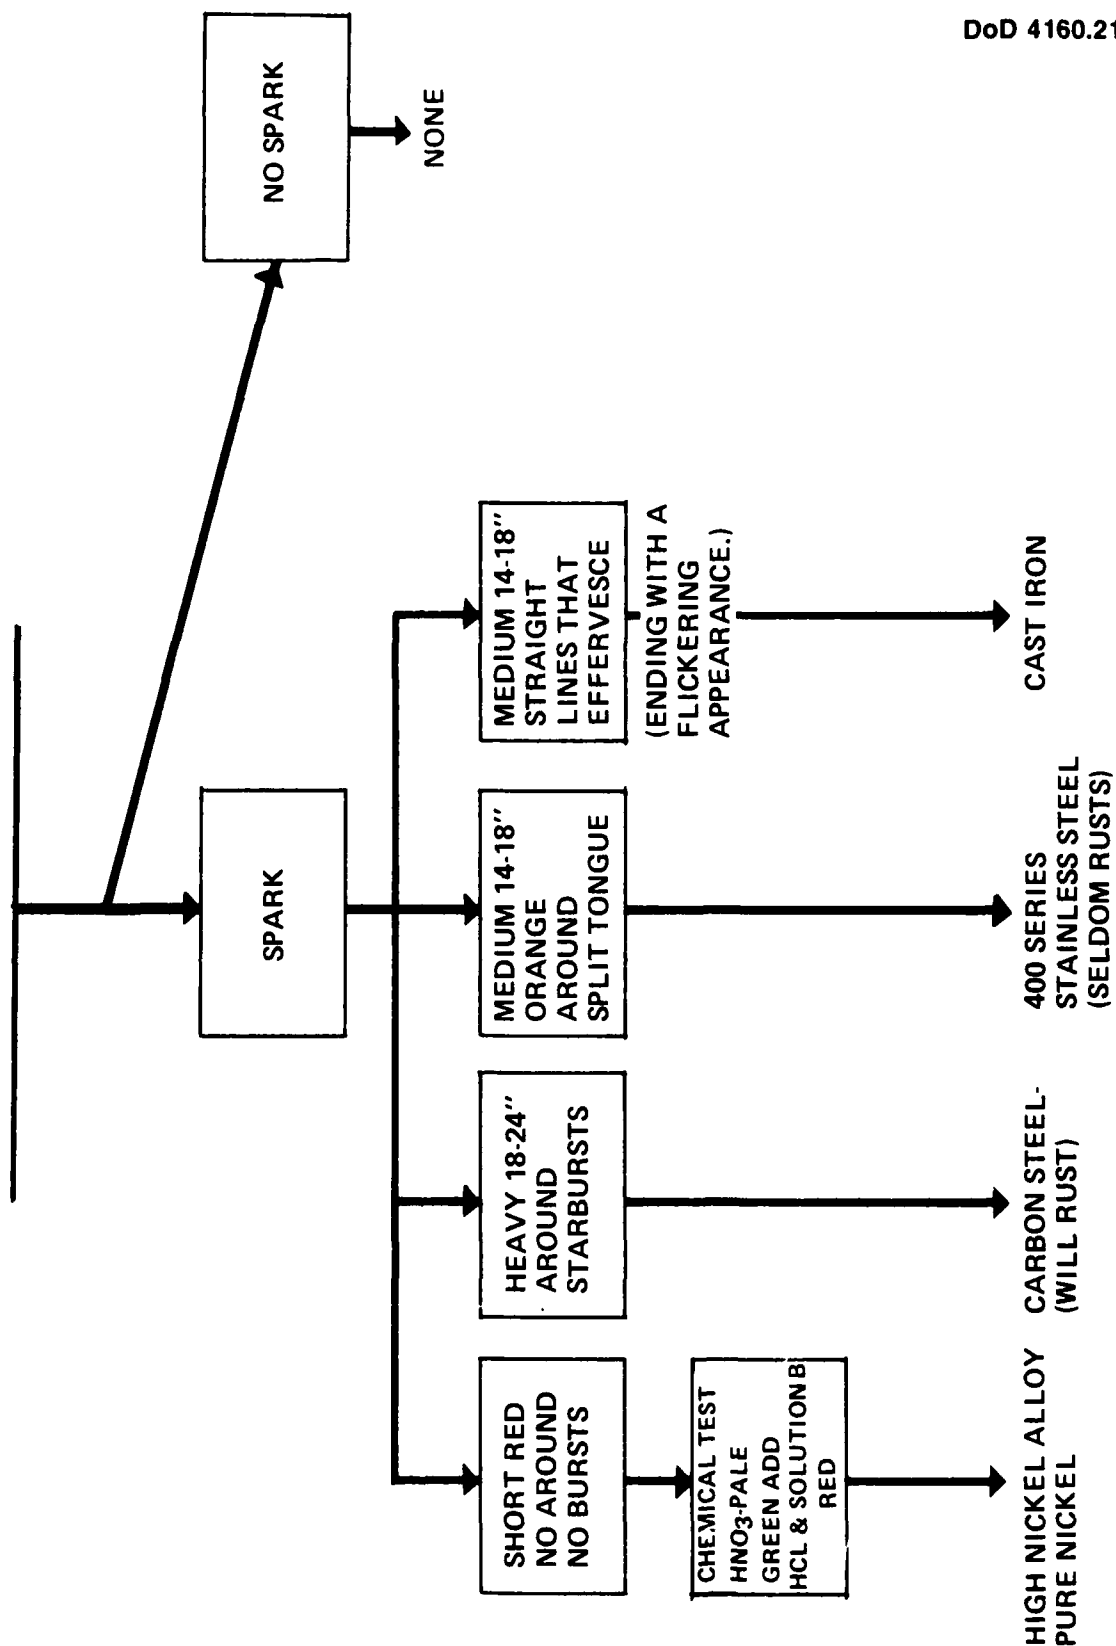 DoD 4160.21
SPARK
NO SPARK
NONE
SHORT RED
NO AROUND
NO BURSTS
HEAVY 18-24"
AROUND
STARBURSTS
MEDIUM 14-18"
ORANGE
AROUND
SPLIT TONGUE
MEDIUM 14-18"
STRAIGHT
LINES THAT
EFFERVESCE
(ENDING WITH A
FLICKERING
APPEARANCE.)
CHEMICAL TEST
HNO3-PALE
GREEN ADD
HCL & SOLUTION B
RED
HIGH NICKEL ALLOY
PURE NICKEL
CARBON STEEL-
(WILL RUST)
400 SERIES
STAINLESS STEEL
(SELDOM RUSTS)
CAST IRON